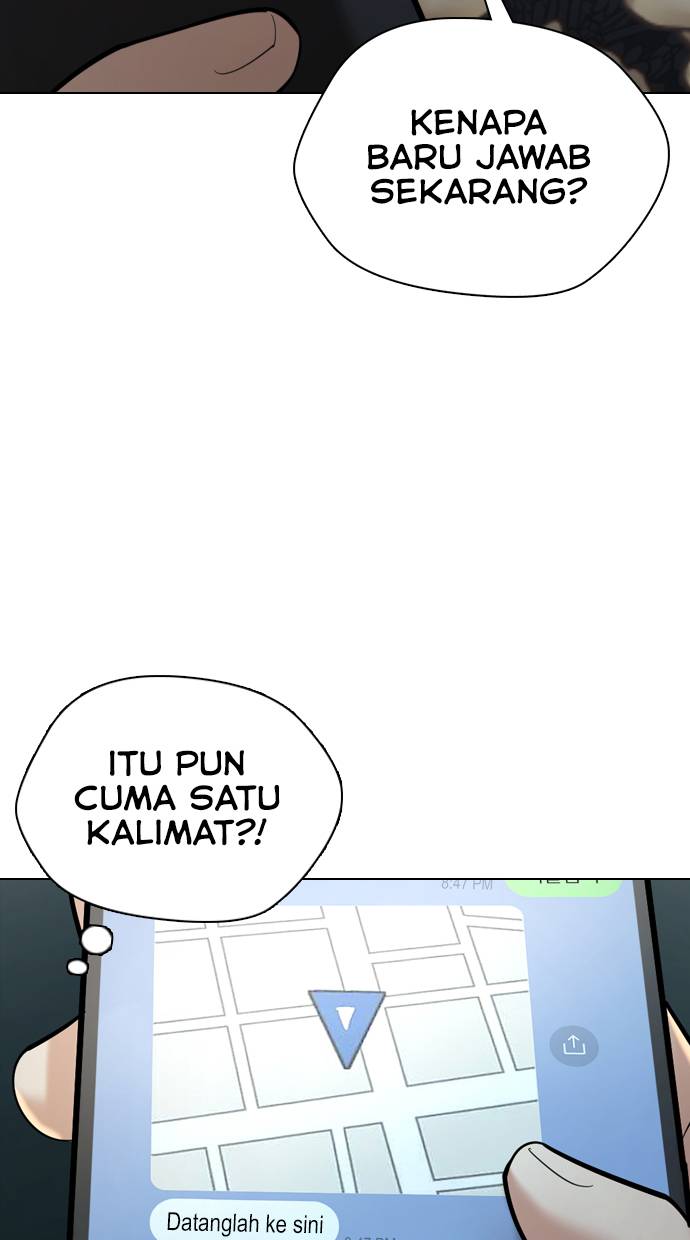 KENAPA
BARU JAWAB
SEKARANG?
ITU PUN
CUMA SATU
KALIMAT?!
8:47 PM
Datanglah ke sini